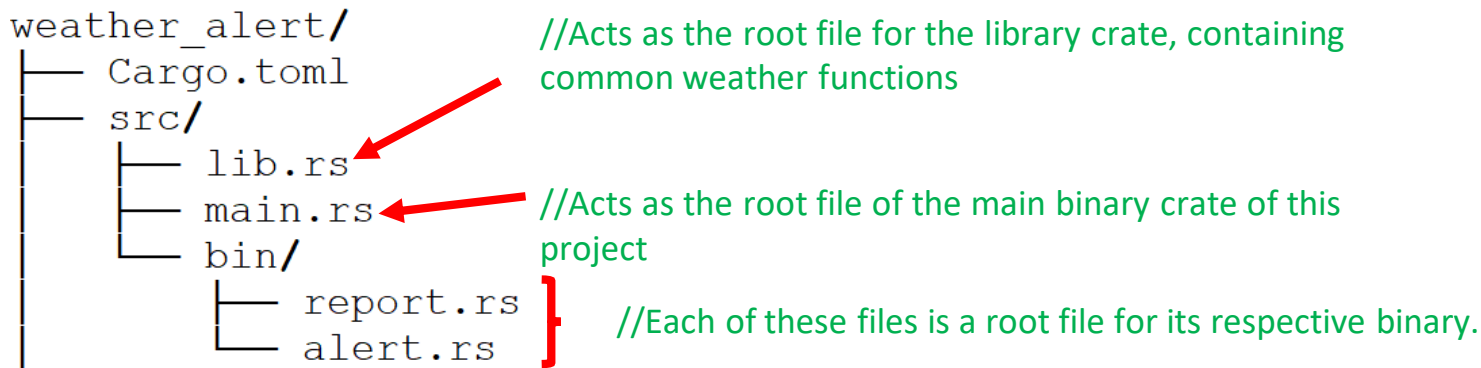 weather_alert/
├── Cargo.toml
├── src/
│   ├── lib.rs
│   ├── main.rs
│   └── bin/
│       ├── report.rs
│       └── alert.rs
//Acts as the root file for the library crate, containing
common weather functions
//Acts as the root file of the main binary crate of this
project
//Each of these files is a root file for its respective binary.